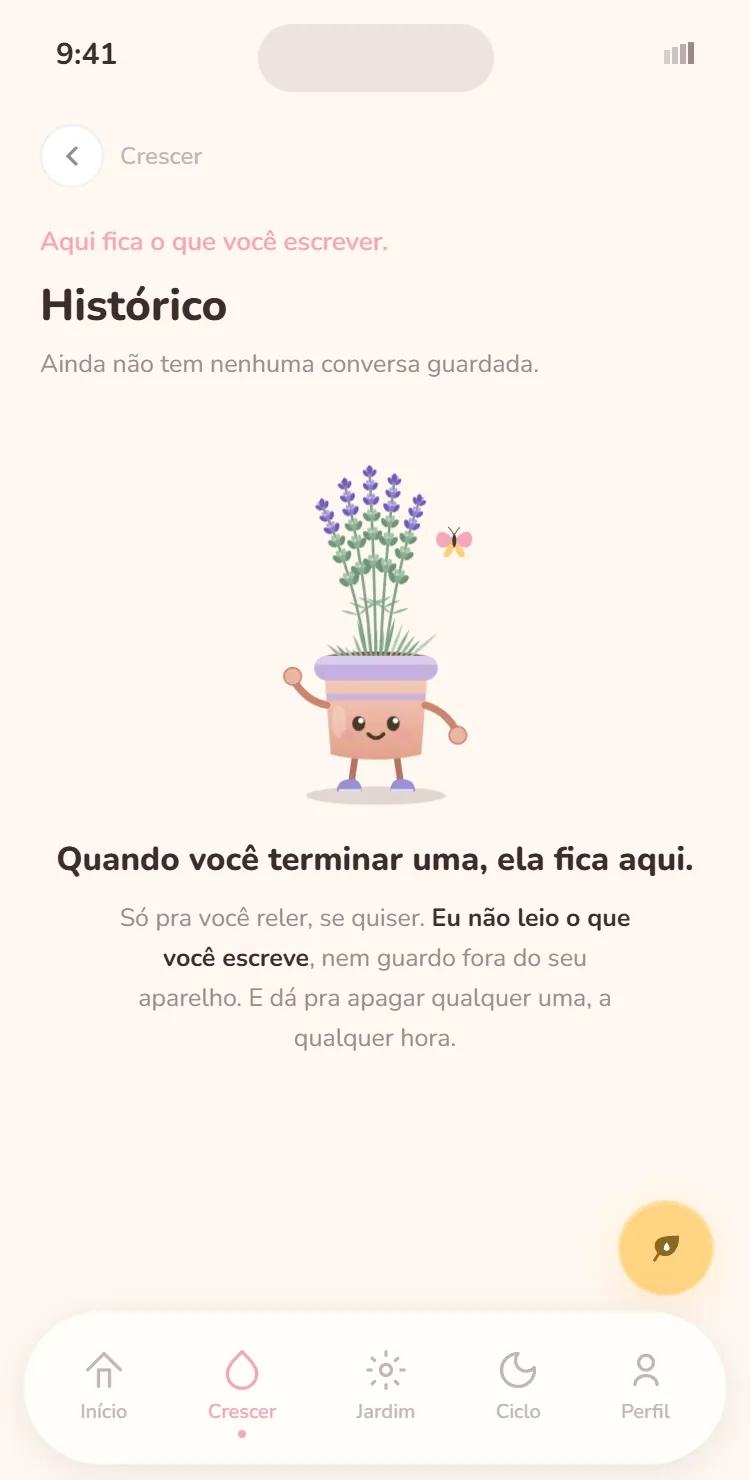 9:41
Crescer
Aqui fica o que você escrever.
Histórico
Ainda não tem nenhuma conversa guardada.
Quando você terminar uma, ela fica aqui.
Só pra você reler, se quiser. Eu não leio o que
você escreve, nem guardo fora do seu
aparelho. E dá pra apagar qualquer uma, a
qualquer hora.
Início
Crescer
Jardim
Ciclo
Perfil